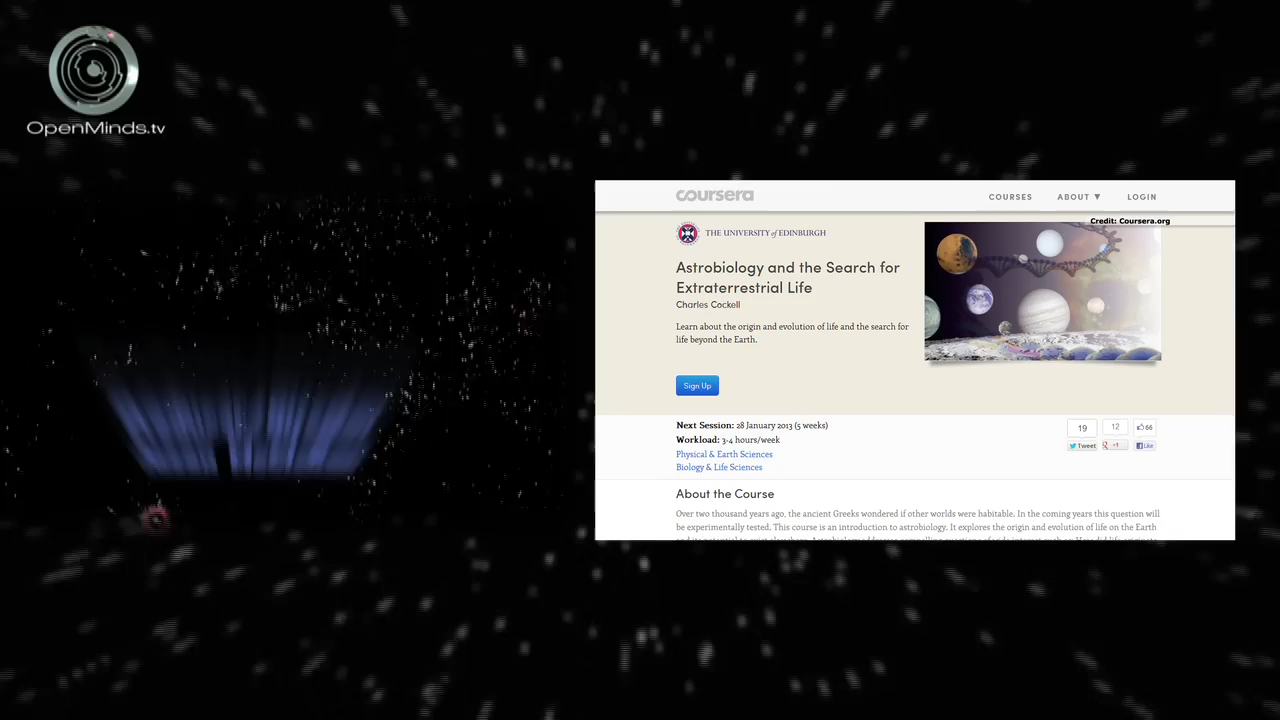 OpenMinds.tv
coursera
COURSES ABOUT ▼ LOGIN
Credit: Coursera.org
THE UNIVERSITY of EDINBURGH
Astrobiology and the Search for
Extraterrestrial Life
Charles Cockell
Learn about the origin and evolution of life and the search for
life beyond the Earth.
Sign Up
Next Session: 28 January 2013 (5 weeks)
Workload: 3-4 hours/week
Physical & Earth Sciences
Biology & Life Sciences
19 12 66
Tweet +1 Like
About the Course
Over two thousand years ago, the ancient Greeks wondered if other worlds were habitable. In the coming years this question will
be experimentally tested. This course is an introduction to astrobiology. It explores the origin and evolution of life on the Earth